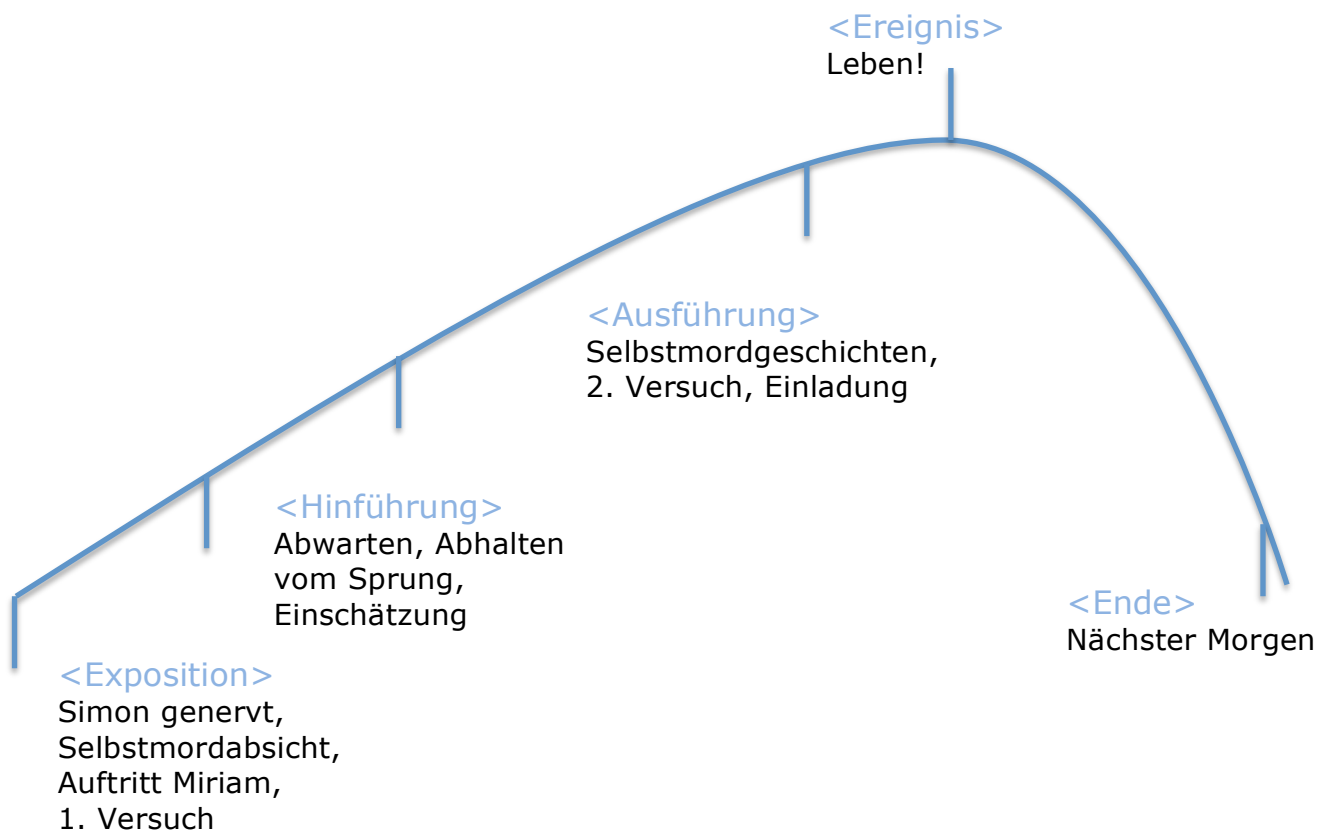 <Ereignis>
Leben!
<Ausführung>
Selbstmordgeschichten,
2. Versuch, Einladung
<Hinführung>
Abwarten, Abhalten
vom Sprung,
Einschätzung
<Ende>
Nächster Morgen
<Exposition>
Simon genervt,
Selbstmordabsicht,
Auftritt Miriam,
1. Versuch